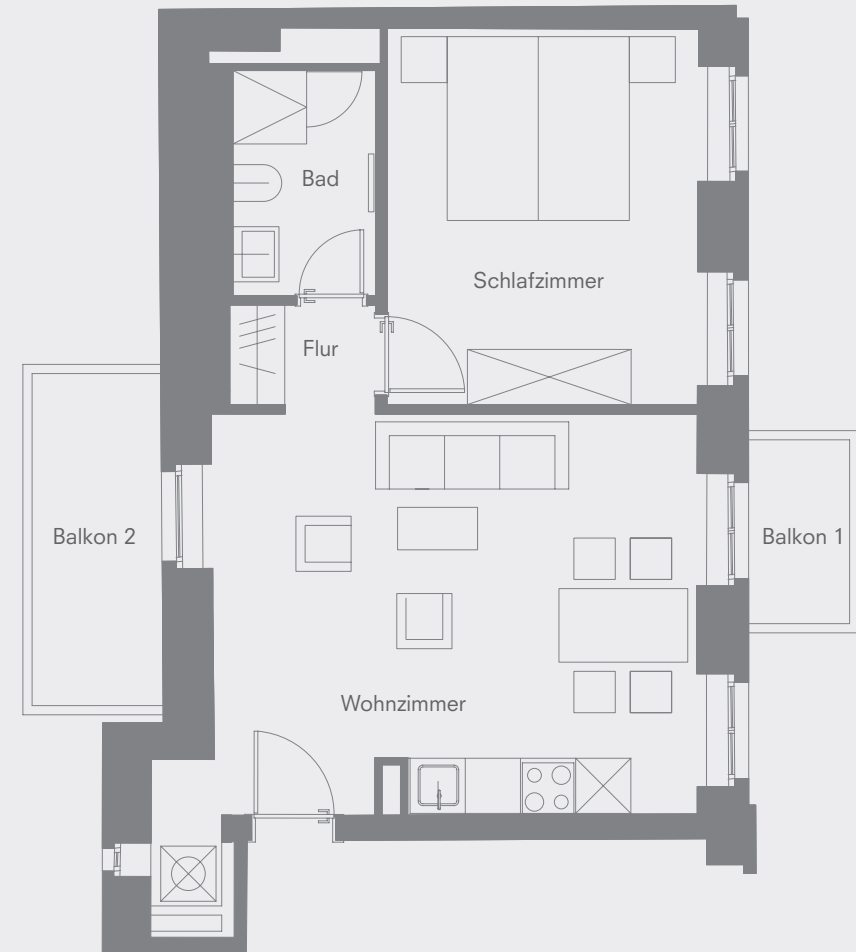 Bad
Schlafzimmer
Flur
Balkon 2
Balkon 1
Wohnzimmer